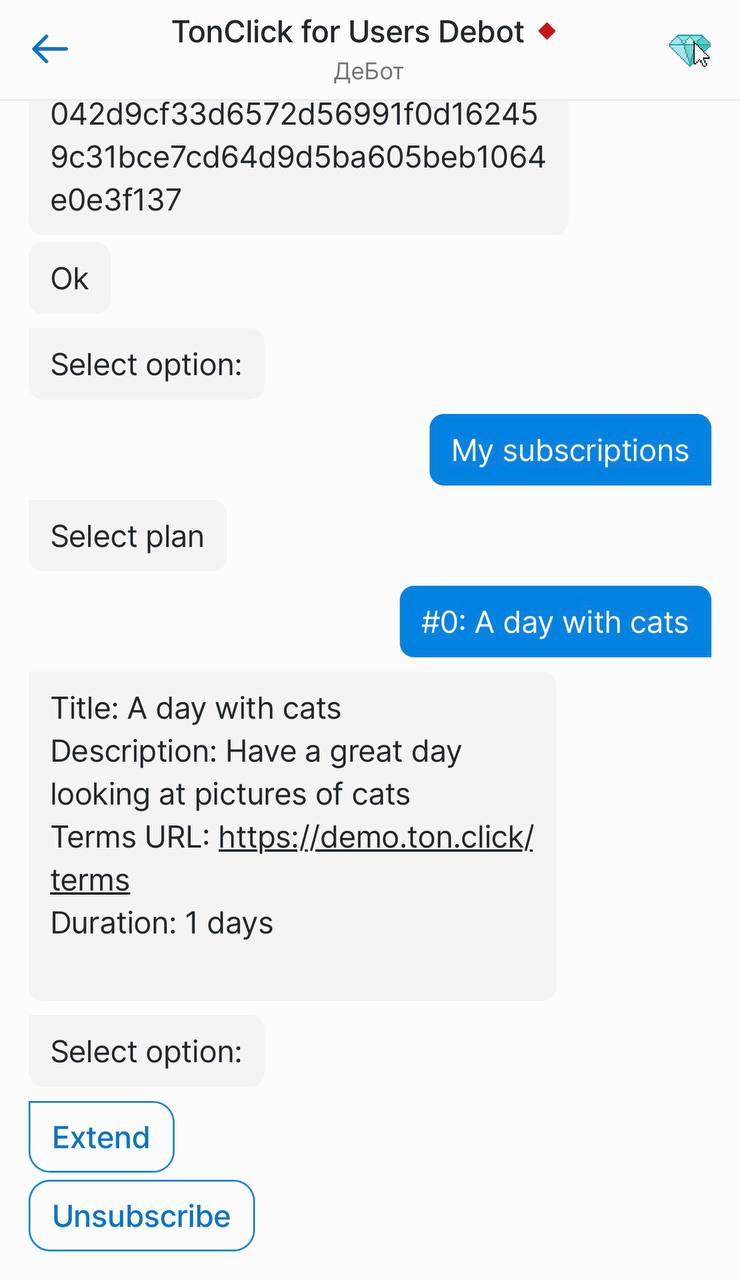 TonClick for Users Debot
ДеБот
042d9cf33d6572d56991f0d16245
9c31bce7cd64d9d5ba605beb1064
e0e3f137
Ok
Select option:
My subscriptions
Select plan
#0: A day with cats
Title: A day with cats
Description: Have a great day
looking at pictures of cats
Terms URL: https://demo.ton.click/
terms
Duration: 1 days
Select option:
Extend
Unsubscribe